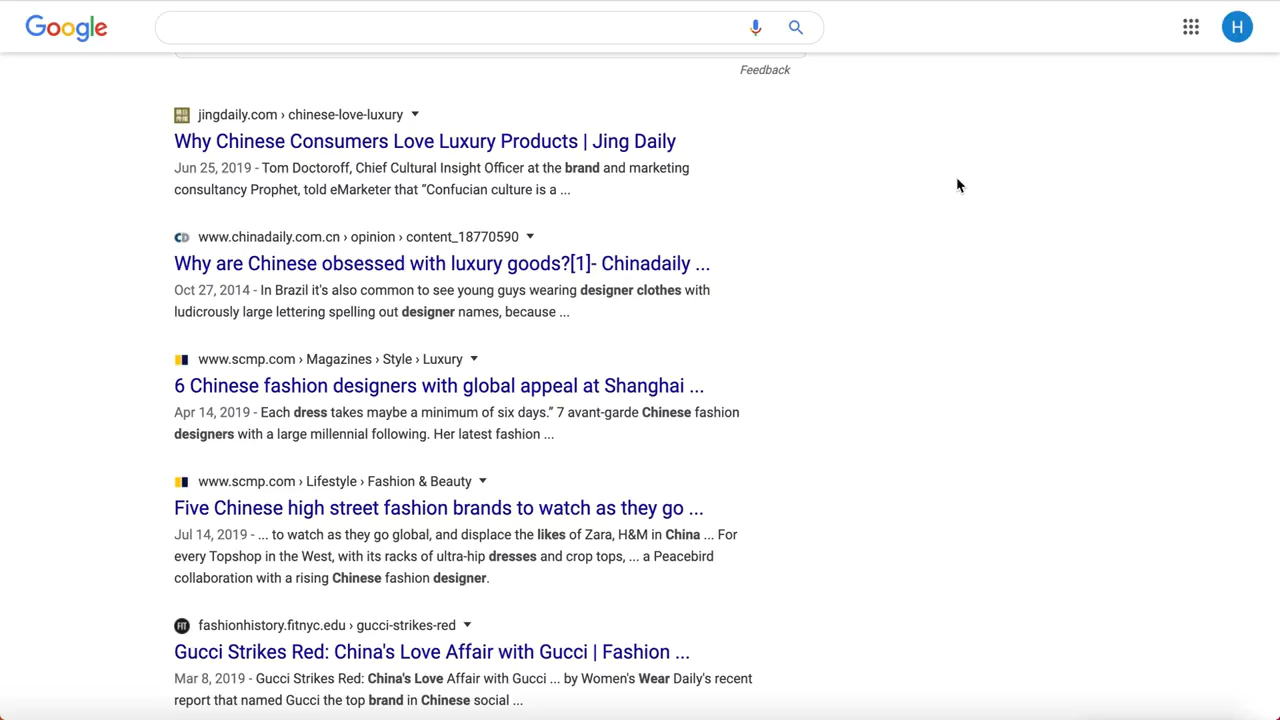 Google
H
Feedback
jingdaily.com › chinese-love-luxury
Why Chinese Consumers Love Luxury Products | Jing Daily
Jun 25, 2019 - Tom Doctoroff, Chief Cultural Insight Officer at the brand and marketing
consultancy Prophet, told eMarketer that “Confucian culture is a ...
CD
www.chinadaily.com.cn › opinion › content_18770590
Why are Chinese obsessed with luxury goods?[1]- Chinadaily ...
Oct 27, 2014 - In Brazil it's also common to see young guys wearing designer clothes with
ludicrously large lettering spelling out designer names, because ...
www.scmp.com › Magazines › Style › Luxury
6 Chinese fashion designers with global appeal at Shanghai ...
Apr 14, 2019 - Each dress takes maybe a minimum of six days.” 7 avant-garde Chinese fashion
designers with a large millennial following. Her latest fashion ...
www.scmp.com › Lifestyle › Fashion & Beauty
Five Chinese high street fashion brands to watch as they go ...
Jul 14, 2019 - ... to watch as they go global, and displace the likes of Zara, H&M in China ... For
every Topshop in the West, with its racks of ultra-hip dresses and crop tops, ... a Peacebird
collaboration with a rising Chinese fashion designer.
FIT
fashionhistory.fitnyc.edu › gucci-strikes-red
Gucci Strikes Red: China's Love Affair with Gucci | Fashion ...
Mar 8, 2019 - Gucci Strikes Red: China's Love Affair with Gucci ... by Women's Wear Daily's recent
report that named Gucci the top brand in Chinese social ...